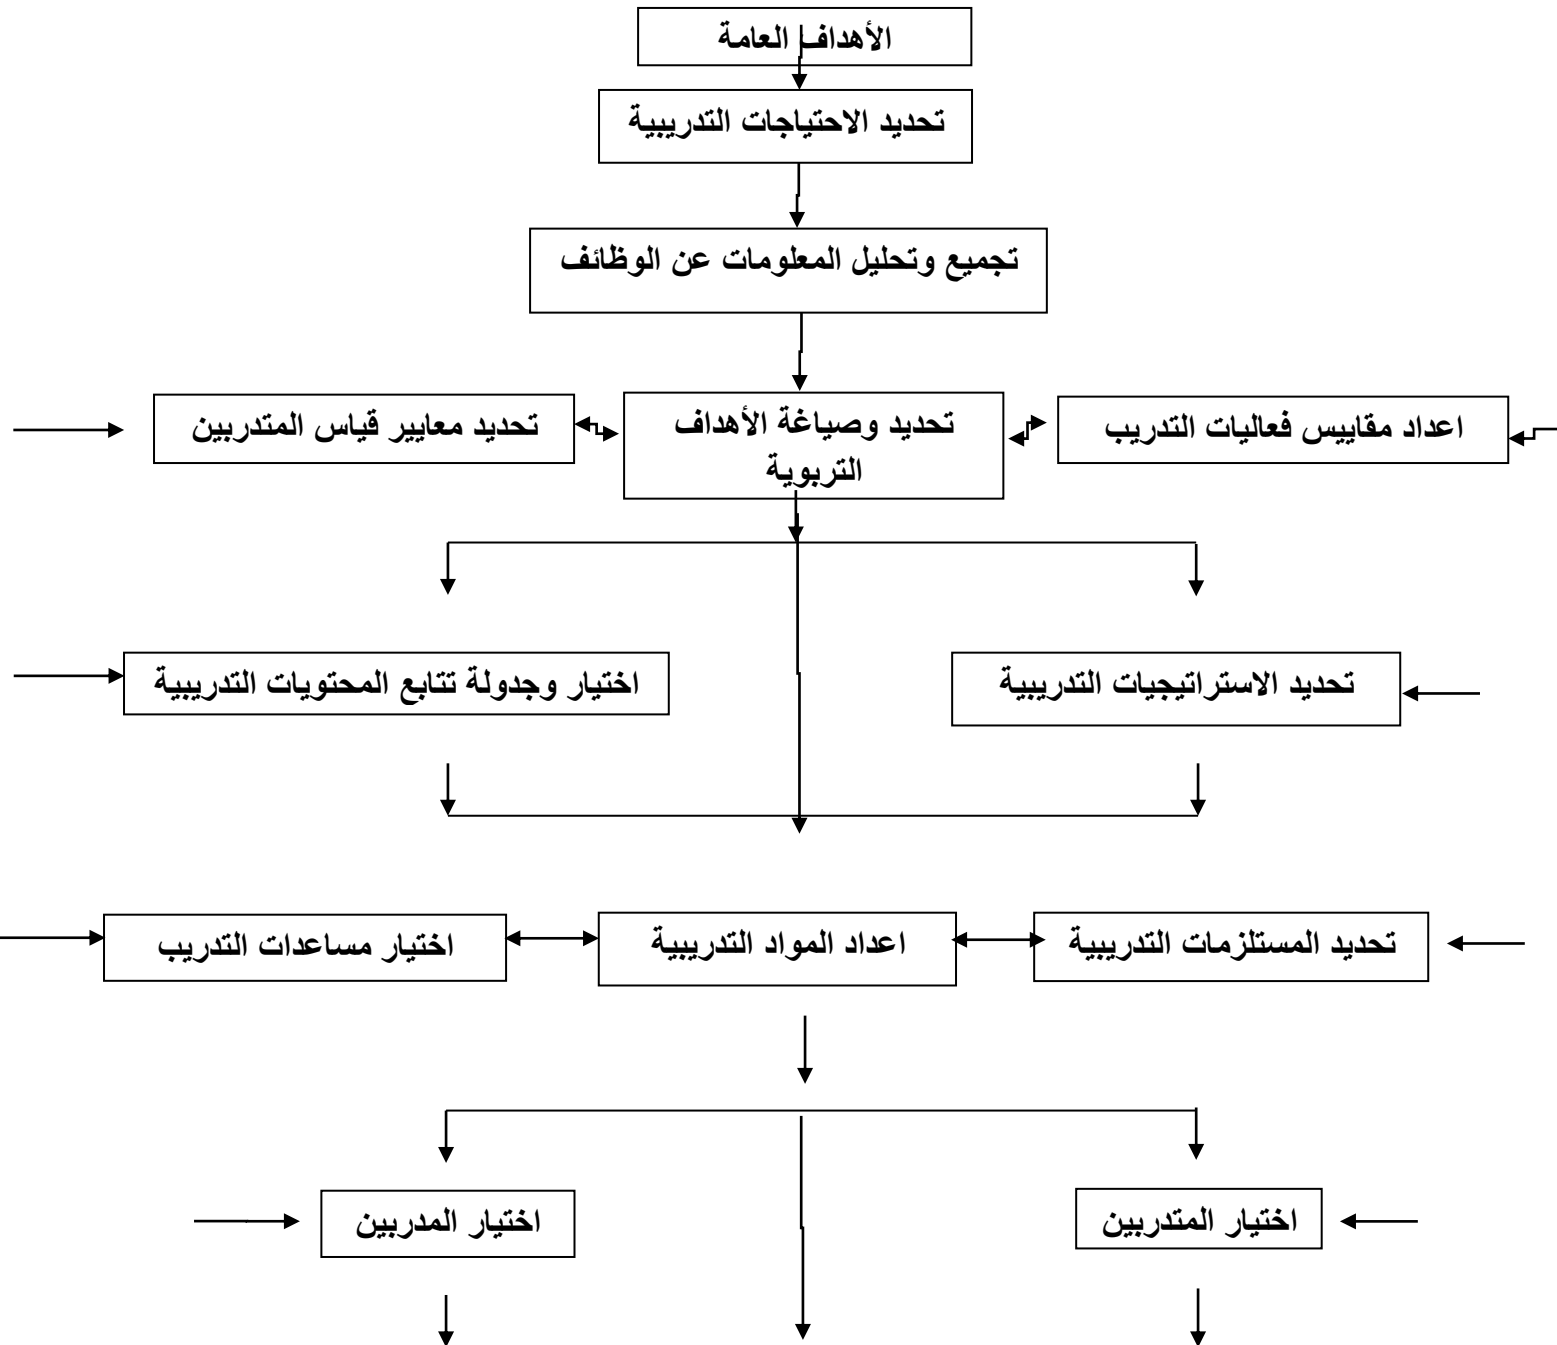 الأهداف العامة
تحديد الاحتياجات التدريبية
تجميع وتحليل المعلومات عن الوظائف
اعداد مقاييس فعاليات التدريب
تحديد وصياغة الأهداف
التربوية
تحديد معايير قياس المتدربين
تحديد الاستراتيجيات التدريبية
اختيار وجدولة تتابع المحتويات التدريبية
تحديد المستلزمات التدريبية
اعداد المواد التدريبية
اختيار مساعدات التدريب
اختيار المتدربين
اختيار المدربين